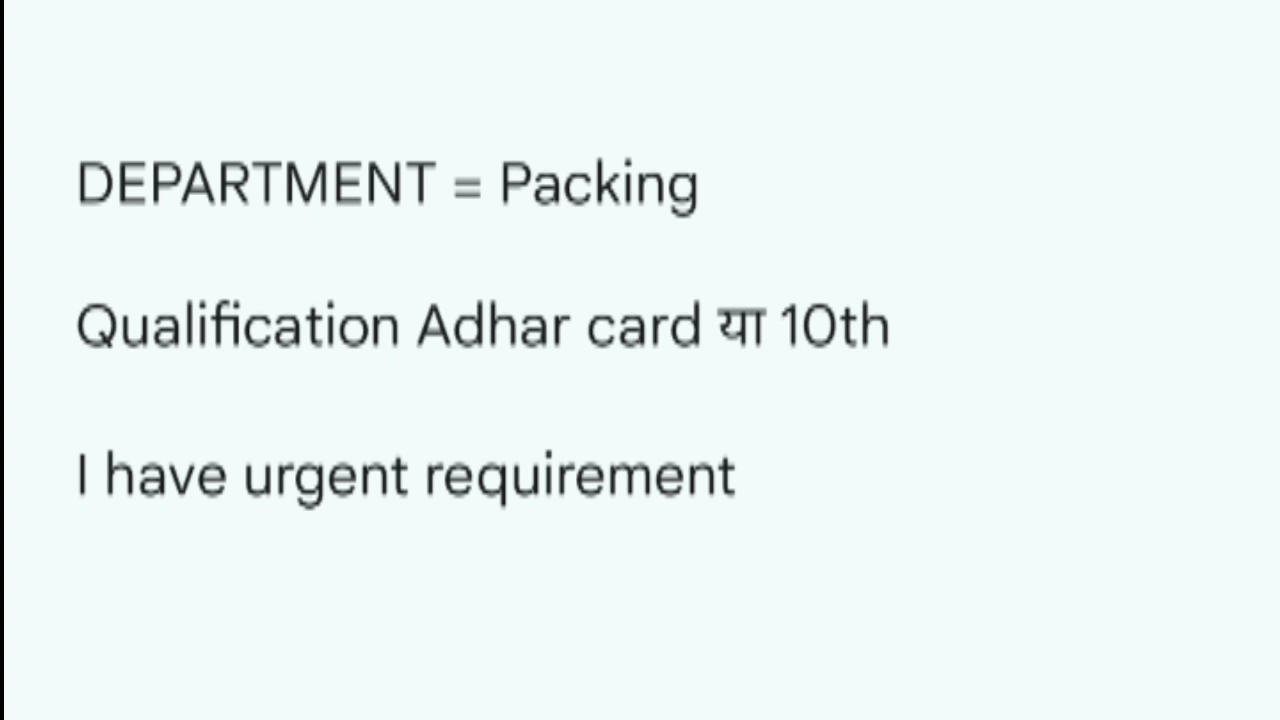 DEPARTMENT = Packing
Qualification Adhar card या 10th
I have urgent requirement